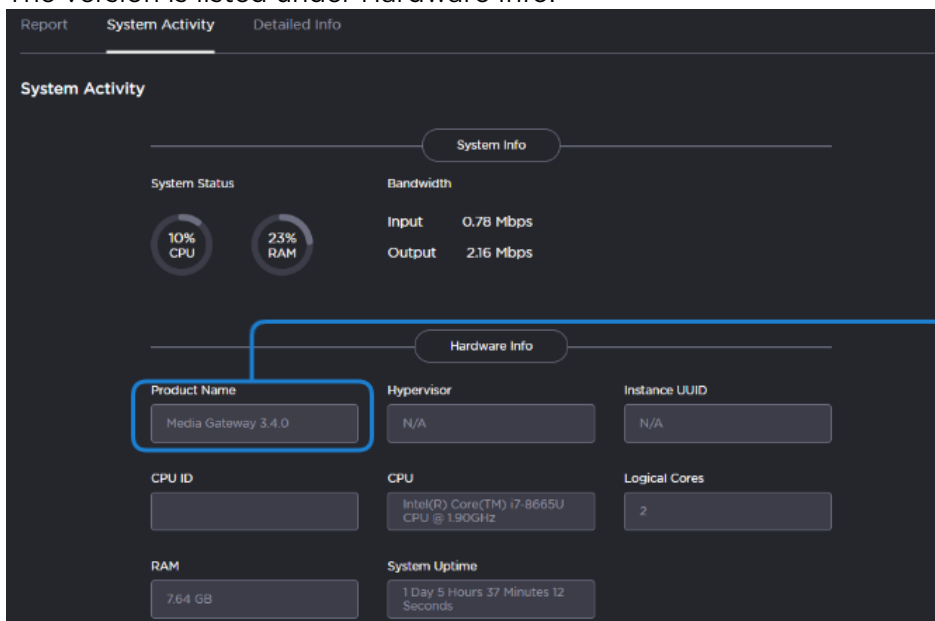 The version is listed under Hardware Info.
Report System Activity Detailed Info
System Activity
System Info
System Status
Bandwidth
10%
CPU
23%
RAM
Input 0.78 Mbps
Output 2.16 Mbps
Hardware Info
Product Name
Hypervisor
Instance UUID
Media Gateway 3.4.0
N/A
N/A
CPU ID
CPU
Logical Cores
Intel(R) Core(TM) i7-8665U
CPU @ 1.90GHz
2
RAM
System Uptime
7.64 GB
1 Day 5 Hours 37 Minutes 12
Seconds